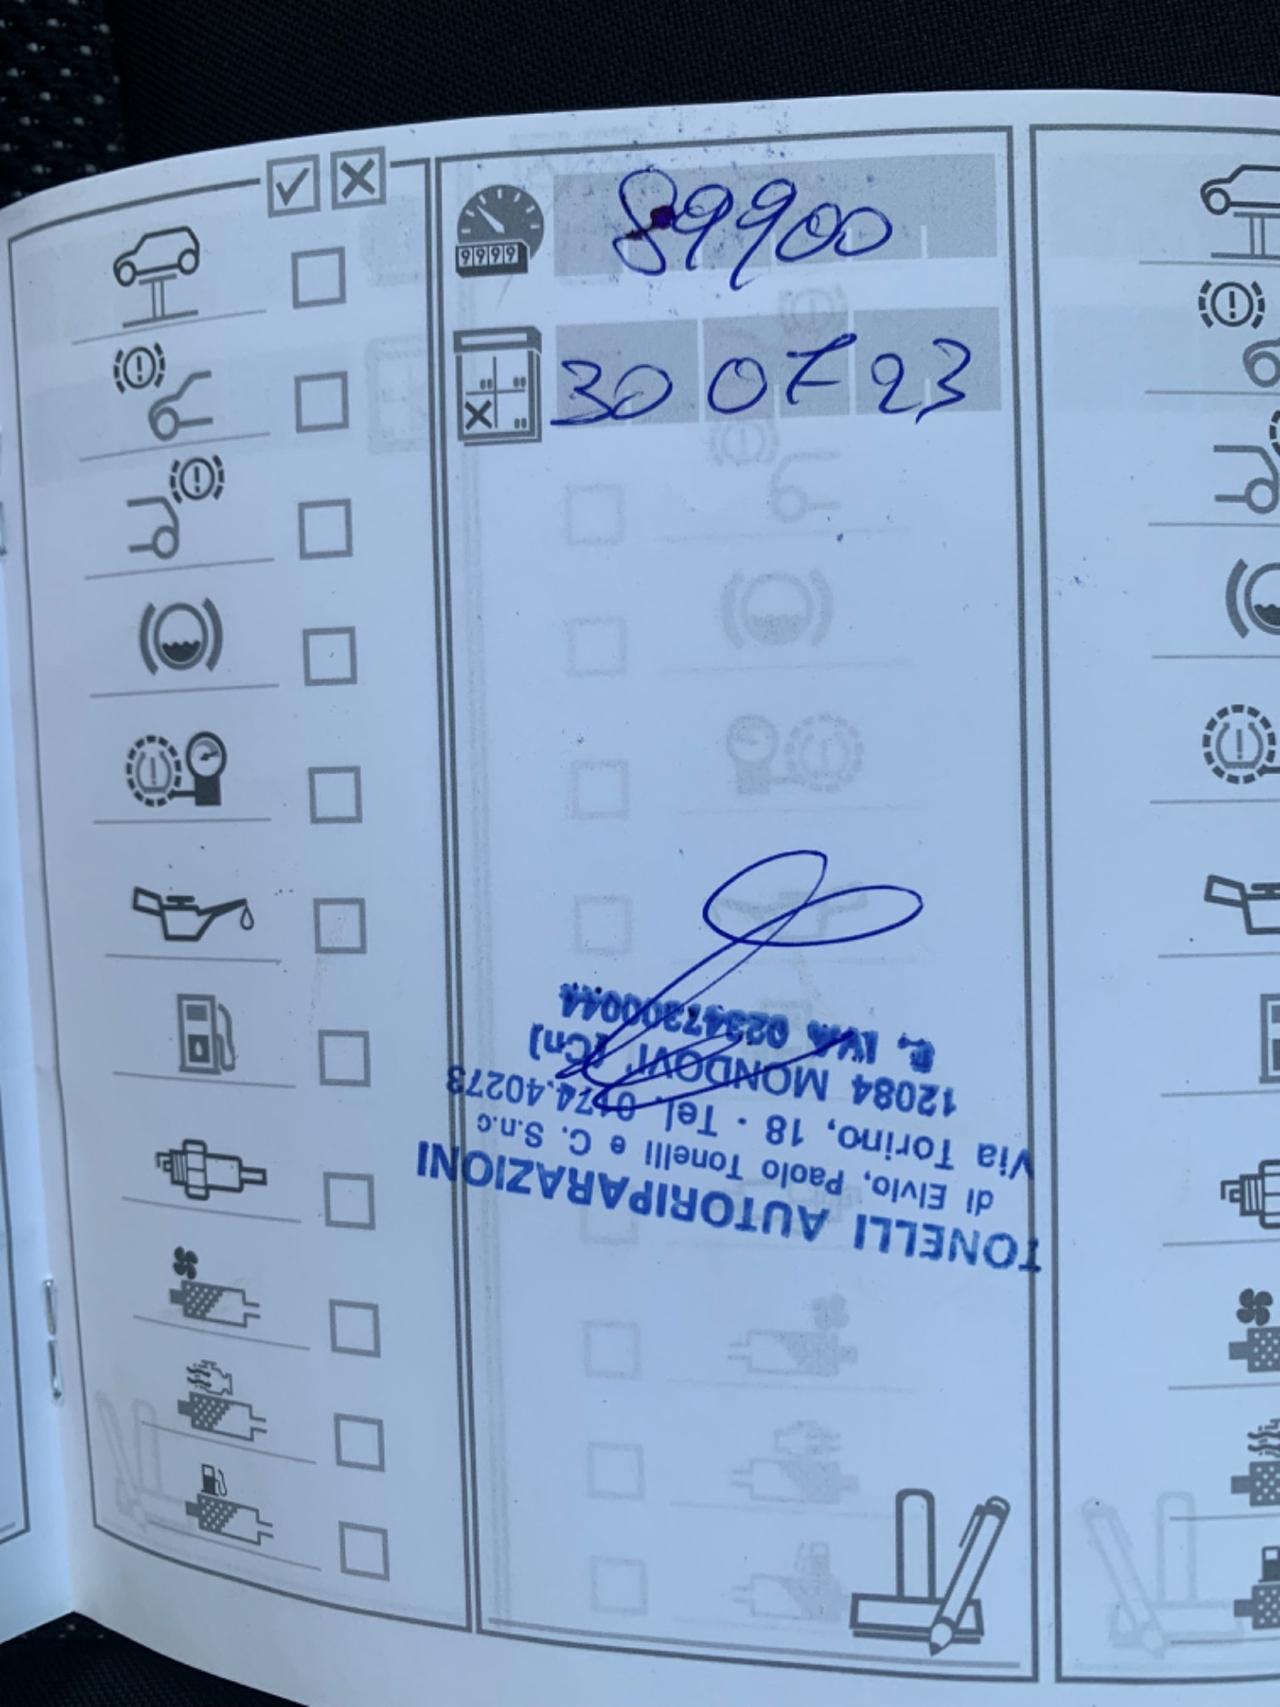 89900
9999
30 07 23
TONELLI AUTORIPARAZIONI
di Elvio, Paolo Tonelli e C. S.n.c
Via Torino, 18 - Tel. 0174.40273
12084 MONDOVI' (Cn)
P. IVA 02347300044